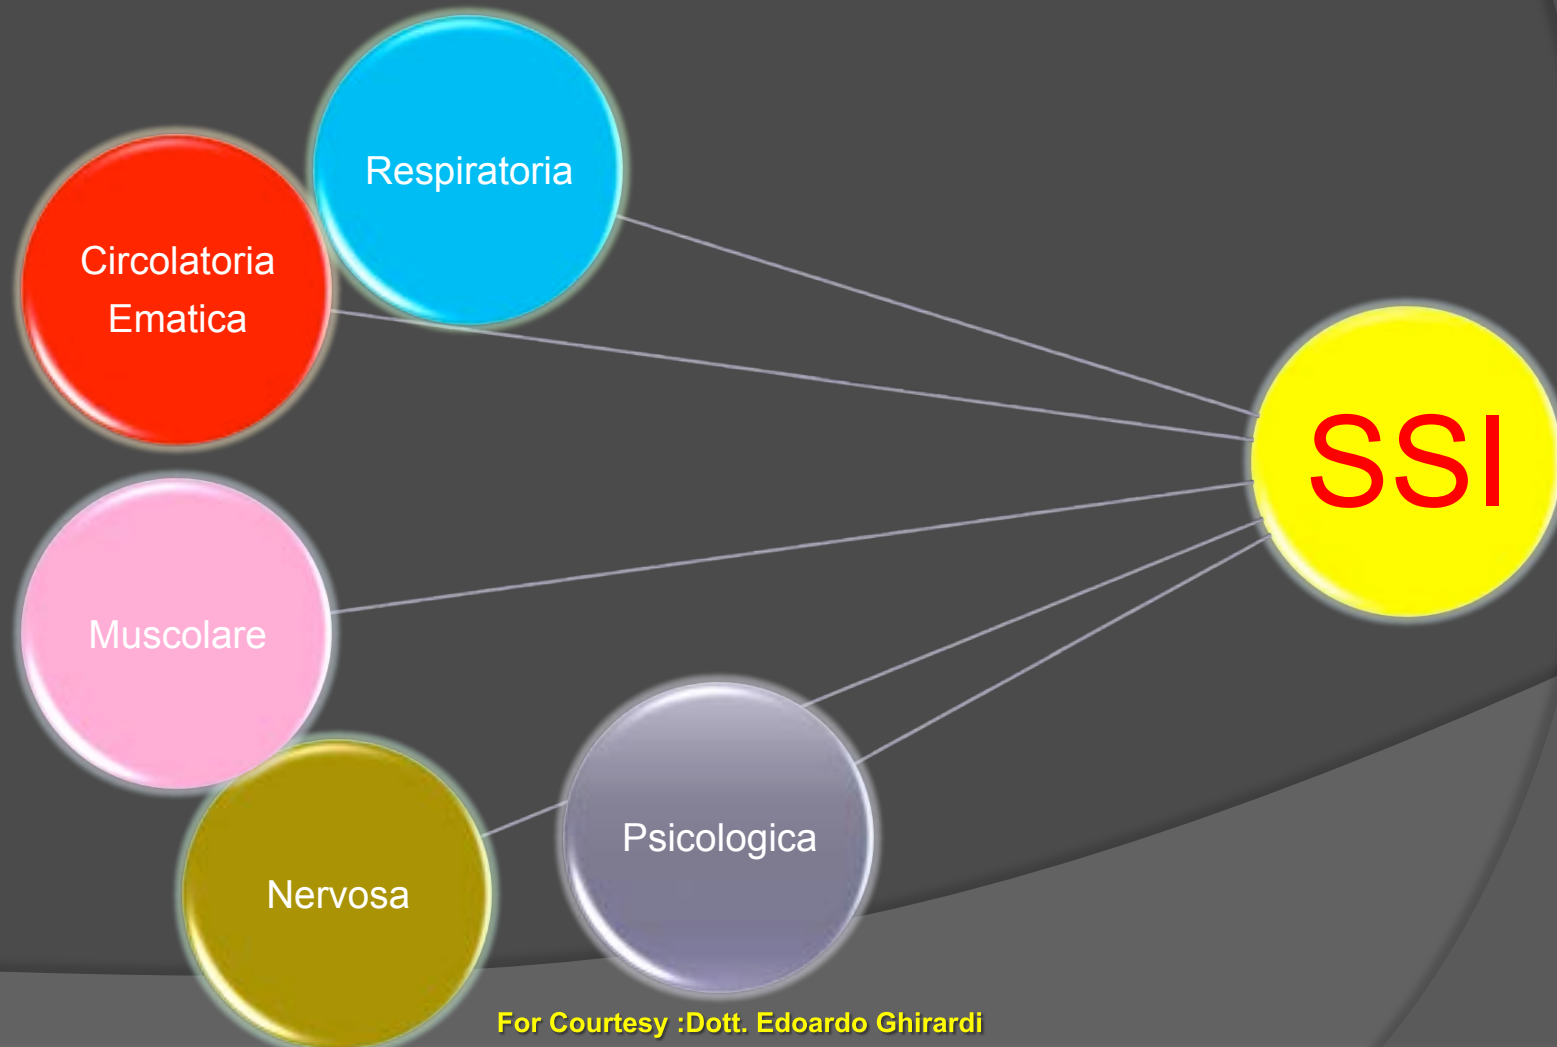 Respiratoria
Circolatoria
Ematica
SSI
Muscolare
Psicologica
Nervosa
For Courtesy :Dott. Edoardo Ghirardi